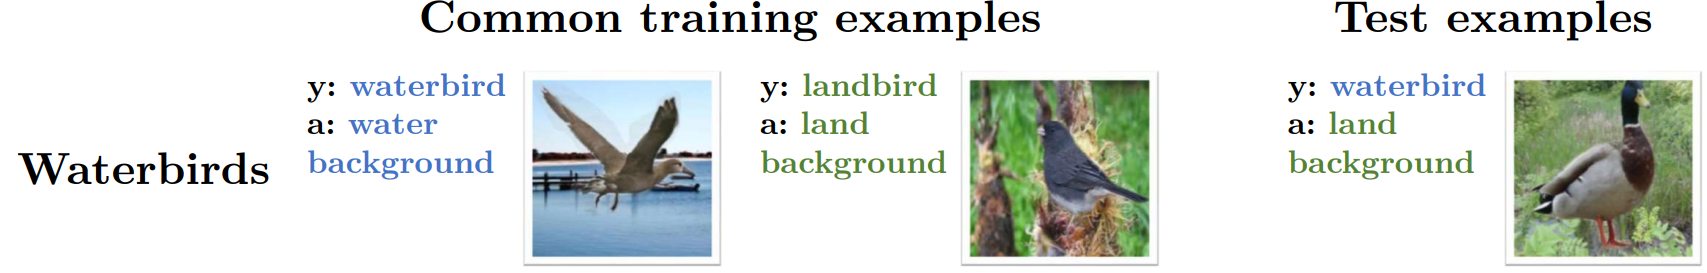 Common training examples
Test examples
Waterbirds
y: waterbird
a: water
background
y: landbird
a: land
background
y: waterbird
a: land
background